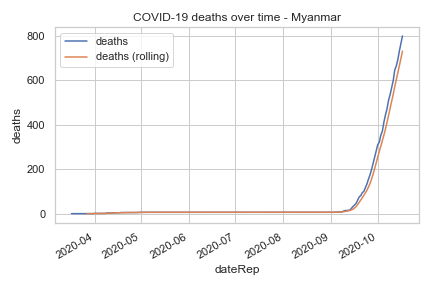 COVID-19 deaths over time - Myanmar
deaths
deaths (rolling)
800
600
400
200
0
deaths
2020-04
2020-05
2020-06
2020-07
2020-08
2020-09
2020-10
dateRep